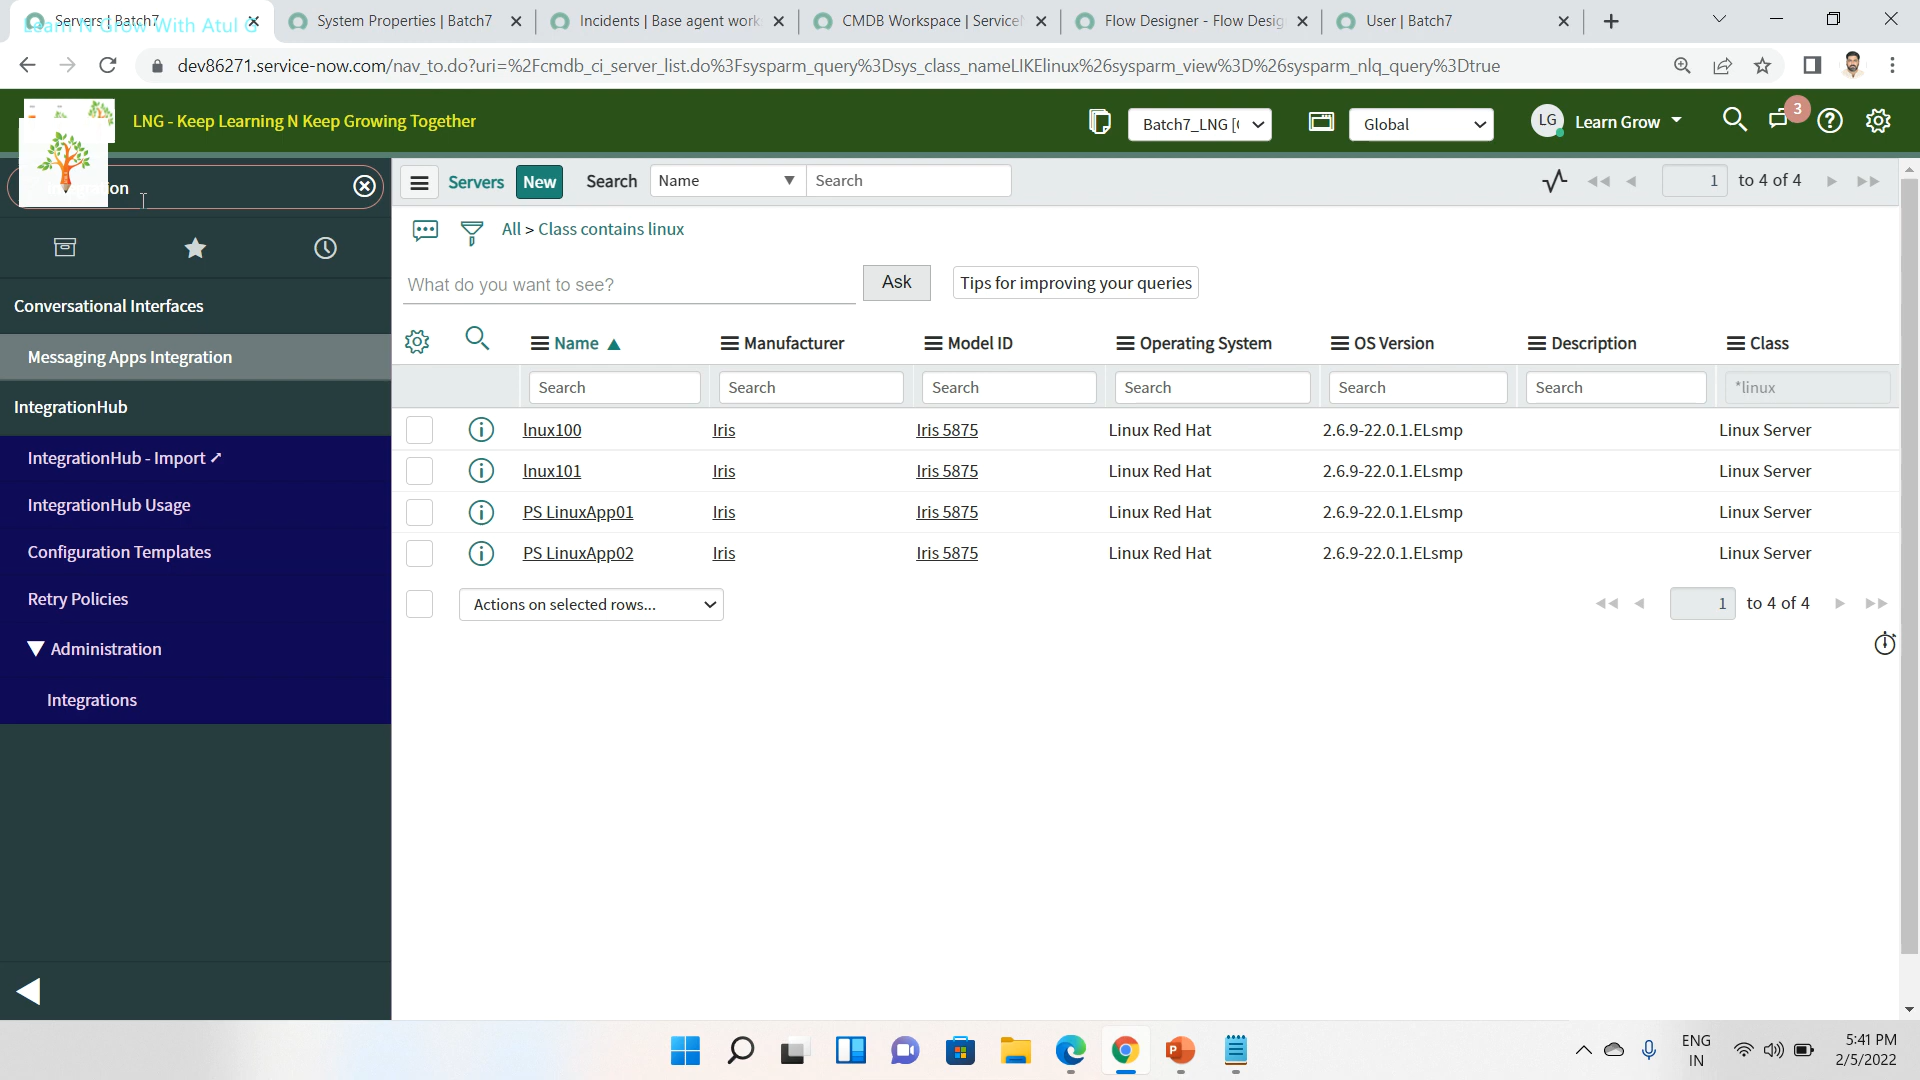 Servers | Batch7
Learn N Grow With Atul G
System Properties | Batch7
Incidents | Base agent work
CMDB Workspace | Service
Flow Designer - Flow Desig
User | Batch7
dev86271.service-now.com/nav_to.do?uri=%2Fcmdb_ci_server_list.do%3Fsysparm_query%3Dsys_class_nameLIKElinux%26sysparm_view%3D%26sysparm_nlq_query%3Dtrue
LNG - Keep Learning N Keep Growing Together
Batch7_LNG [(
Global
LG
Learn Grow
3
Servers
New
Search
Name
Search
1
to 4 of 4
All > Class contains linux
What do you want to see?
Ask
Tips for improving your queries
Conversational Interfaces
Messaging Apps Integration
IntegrationHub
IntegrationHub - Import
IntegrationHub Usage
Configuration Templates
Retry Policies
Administration
Integrations
Name Manufacturer Model ID Operating System OS Version Description Class
Search Search Search Search Search Search *linux
lnux100 Iris Iris 5875 Linux Red Hat 2.6.9-22.0.1.ELsmp Linux Server
lnux101 Iris Iris 5875 Linux Red Hat 2.6.9-22.0.1.ELsmp Linux Server
PS LinuxApp01 Iris Iris 5875 Linux Red Hat 2.6.9-22.0.1.ELsmp Linux Server
PS LinuxApp02 Iris Iris 5875 Linux Red Hat 2.6.9-22.0.1.ELsmp Linux Server
Actions on selected rows...
1
to 4 of 4
ENG
IN
5:41 PM
2/5/2022